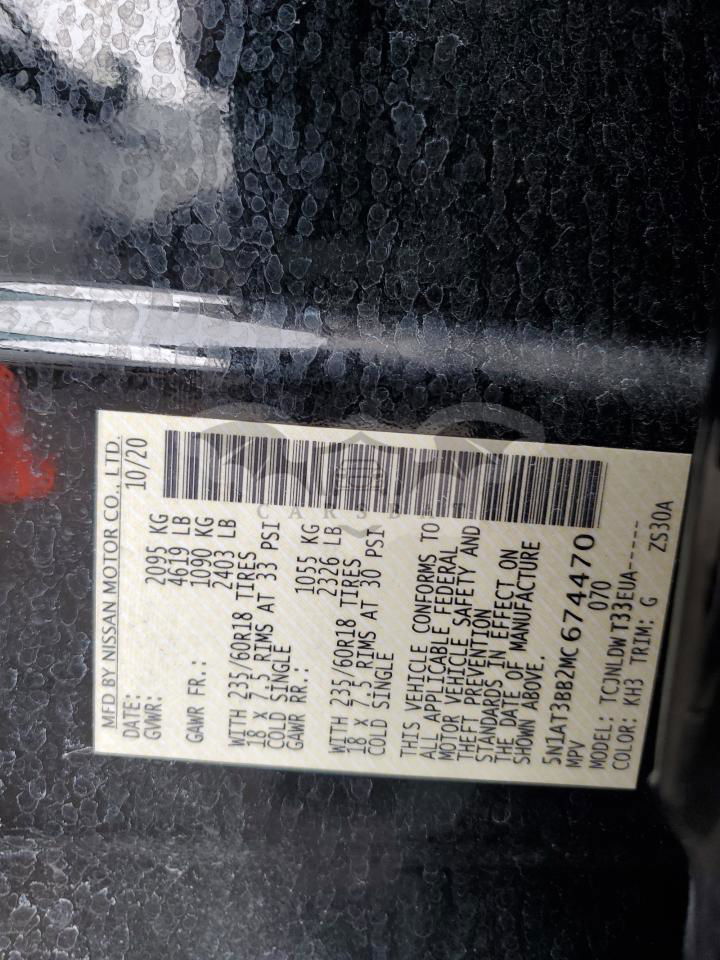 MFD BY NISSAN MOTOR CO., LTD.
DATE: 10/20
GVWR: 2095 KG
4619 LB
GAWR FR.: 1090 KG
2403 LB
WITH 235/60R18 TIRES
18 x 7.5 RIMS AT 33 PSI
COLD SINGLE
GAWR RR.: 1055 KG
2326 LB
WITH 235/60R18 TIRES
18 x 7.5 RIMS AT 30 PSI
COLD SINGLE
THIS VEHICLE CONFORMS TO
ALL APPLICABLE FEDERAL
MOTOR VEHICLE SAFETY AND
THEFT PREVENTION
STANDARDS IN EFFECT ON
THE DATE OF MANUFACTURE
SHOWN ABOVE.
5N1AT3BB2MC674470
MPV 070
MODEL: TCJNLDW T33EUA------
COLOR: KH3 TRIM: G ZS30A